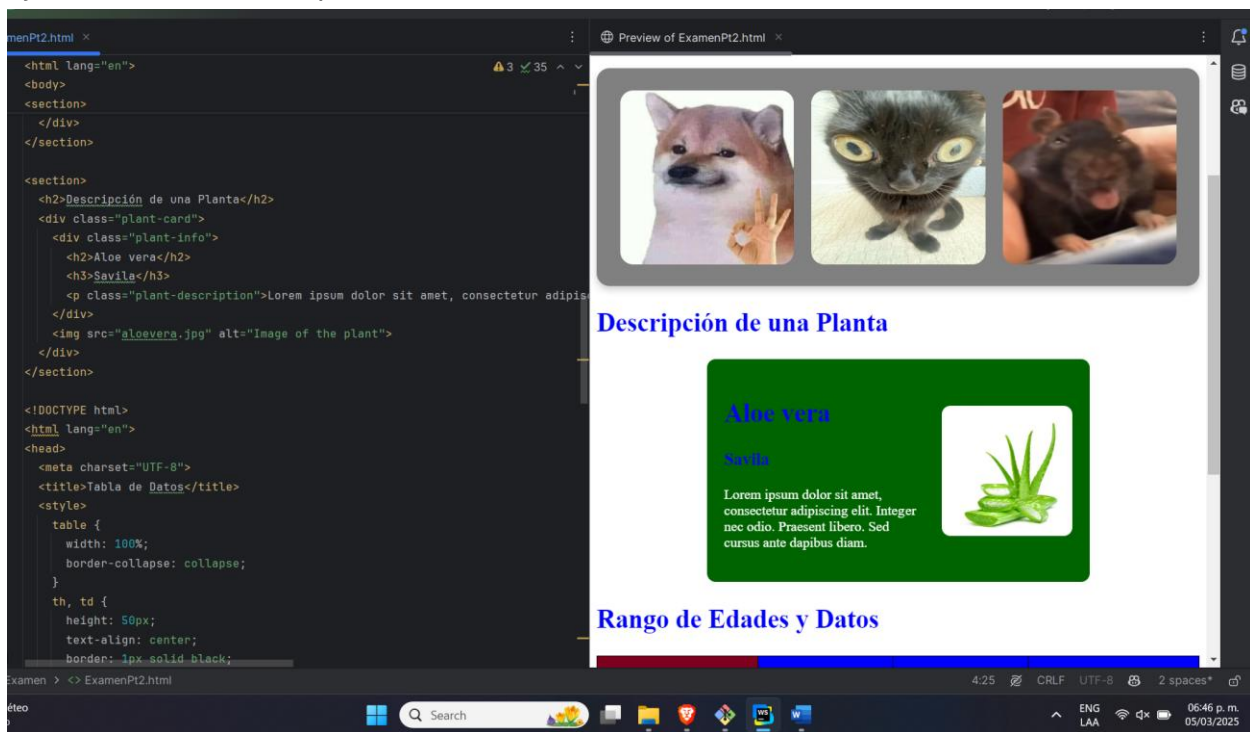 menPt2.html ×
Preview of ExamenPt2.html ×
<html lang="en">
3 35
<body>
<section>
</div>
</section>
<section>
<h2>Descripción de una Planta</h2>
<div class="plant-card">
<div class="plant-info">
<h2>Aloe vera</h2>
<h3>Savila</h3>
<p class="plant-description">Lorem ipsum dolor sit amet, consectetur adipis
</div>
<img src="aloevera.jpg" alt="Image of the plant">
</div>
</section>
<!DOCTYPE html>
<html lang="en">
<head>
<meta charset="UTF-8">
<title>Tabla de Datos</title>
<style>
table {
width: 100%;
border-collapse: collapse;
}
th, td {
height: 50px;
text-align: center;
border: 1px solid black;
Descripción de una Planta
Aloe vera
Savila
Lorem ipsum dolor sit amet,
consectetur adipiscing elit. Integer
nec odio. Praesent libero. Sed
cursus ante dapibus diam.
Rango de Edades y Datos
Examen > <> ExamenPt2.html
4:25 CRLF UTF-8 2 spaces*
éteo
Search
WS
W
ENG
LAA
06:46 p. m.
05/03/2025